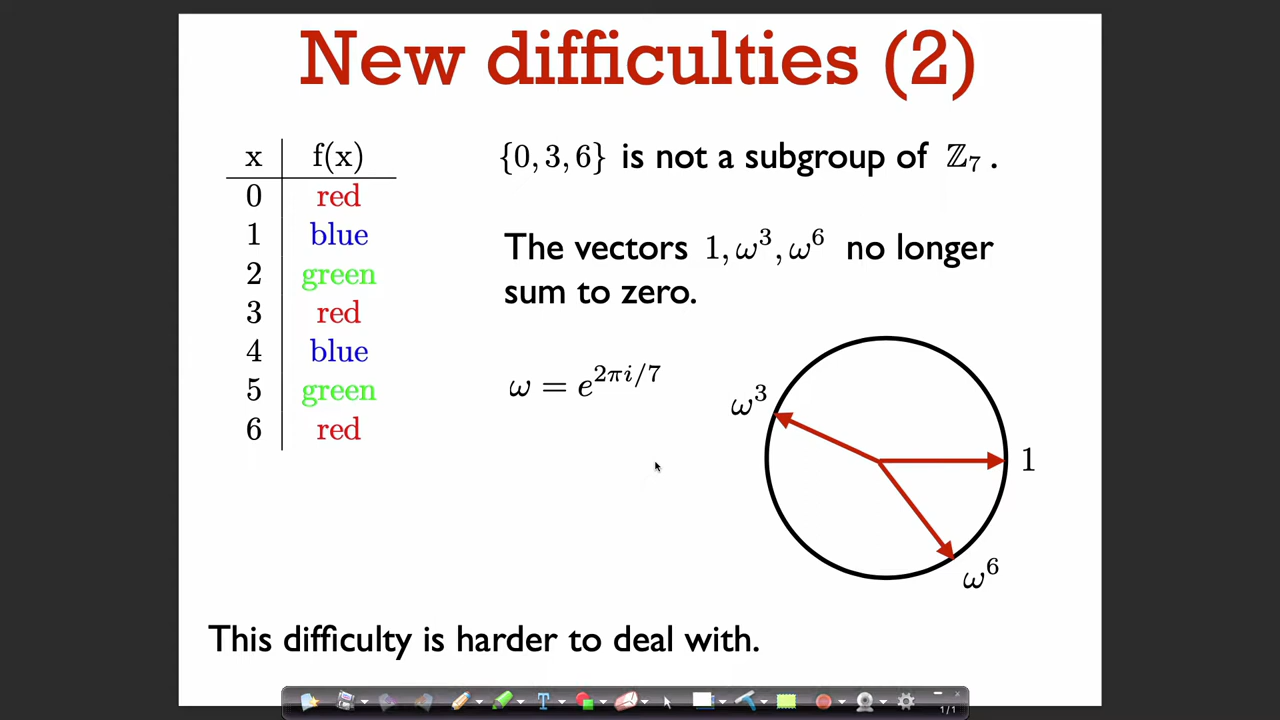 New difficulties (2)
x f(x)
0 red
1 blue
2 green
3 red
4 blue
5 green
6 red
{0, 3, 6} is not a subgroup of ℤ₇ .
The vectors 1, ω³, ω⁶ no longer
sum to zero.
ω = e^{2πi/7}
ω³
1
ω⁶
This difficulty is harder to deal with.
T
1/1